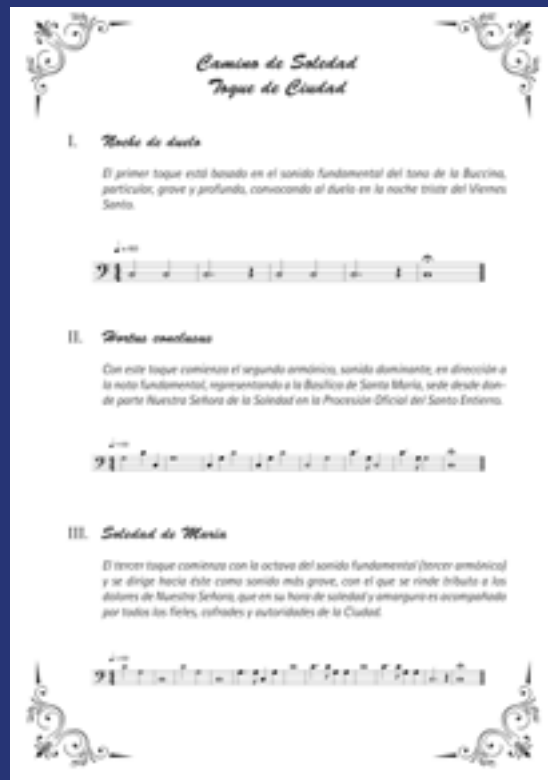 Camino de Soledad
Toque de Ciudad
I. Noche de duelo
El primer toque está basado en el sonido fundamental del tono de la Buccina,
particular, grave y profundo, convocando al duelo en la noche triste del Viernes
Santo.
II. Hortus conclusus
Con este toque comienza el segundo armónico, sonido dominante, en dirección a
la nota fundamental, representando a la Basílica de Santa María, sede desde don-
de parte Nuestra Señora de la Soledad en la Procesión Oficial del Santo Entierro.
III. Soledad de María
El tercer toque comienza con la octava del sonido fundamental (tercer armónico)
y se dirige hacia éste como sonido más grave, con el que se rinde tributo a los
dolores de Nuestra Señora, que en su hora de soledad y amargura es acompañada
por todos los fieles, cofrades y autoridades de la Ciudad.